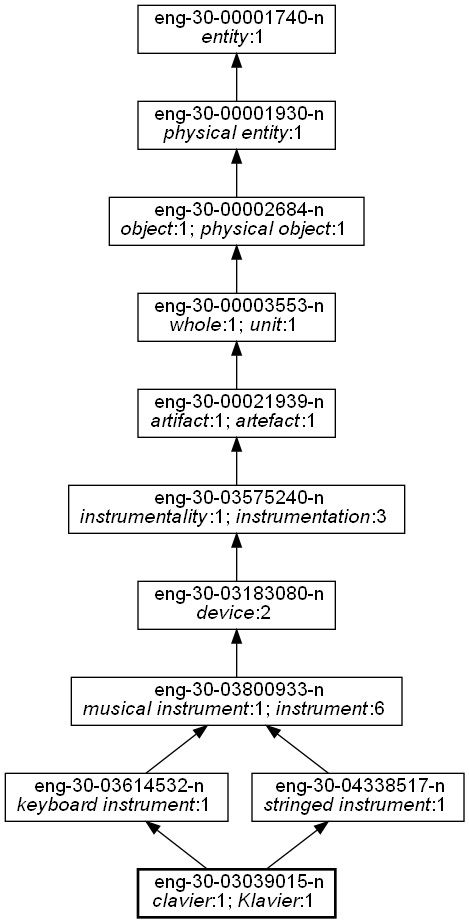 eng-30-00001740-n
entity:1
eng-30-00001930-n
physical entity:1
eng-30-00002684-n
object:1; physical object:1
eng-30-00003553-n
whole:1; unit:1
eng-30-00021939-n
artifact:1; artefact:1
eng-30-03575240-n
instrumentality:1; instrumentation:3
eng-30-03183080-n
device:2
eng-30-03800933-n
musical instrument:1; instrument:6
eng-30-03614532-n
keyboard instrument:1
eng-30-04338517-n
stringed instrument:1
eng-30-03039015-n
clavier:1; Klavier:1